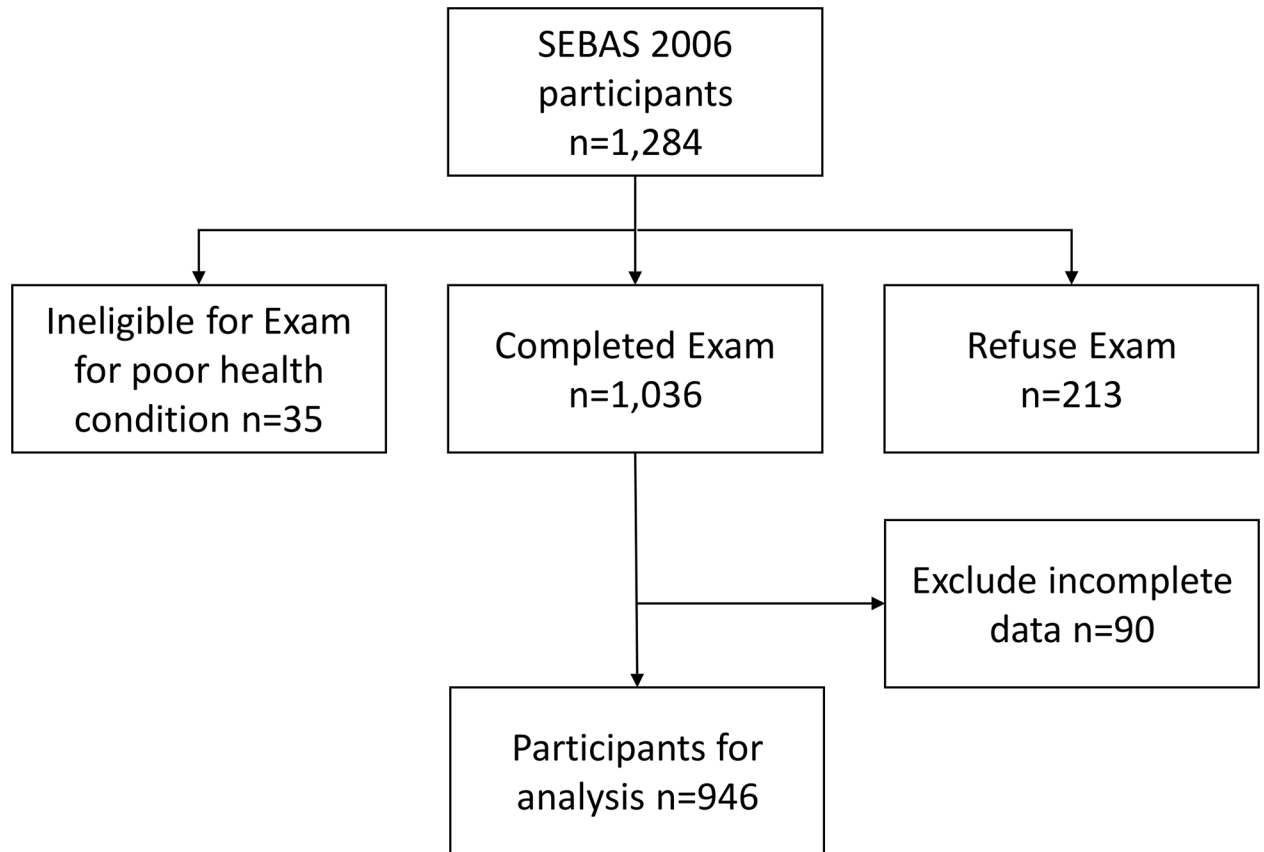 SEBAS 2006
participants
n=1,284
Ineligible for Exam
for poor health
condition n=35
Completed Exam
n=1,036
Refuse Exam
n=213
Exclude incomplete
data n=90
Participants for
analysis n=946